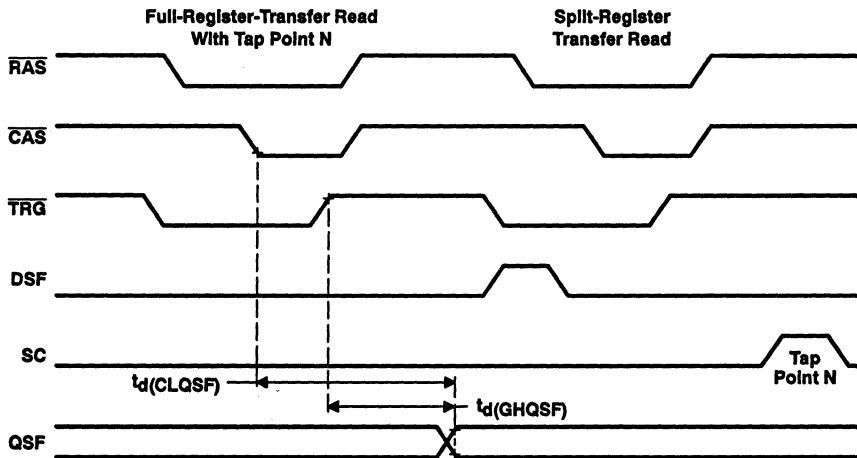 Full-Register-Transfer Read
With Tap Point N
Split-Register
Transfer Read
RAS
CAS
TRG
DSF
SC
Tap
Point N
td(CLQSF)
td(GHQSF)
QSF